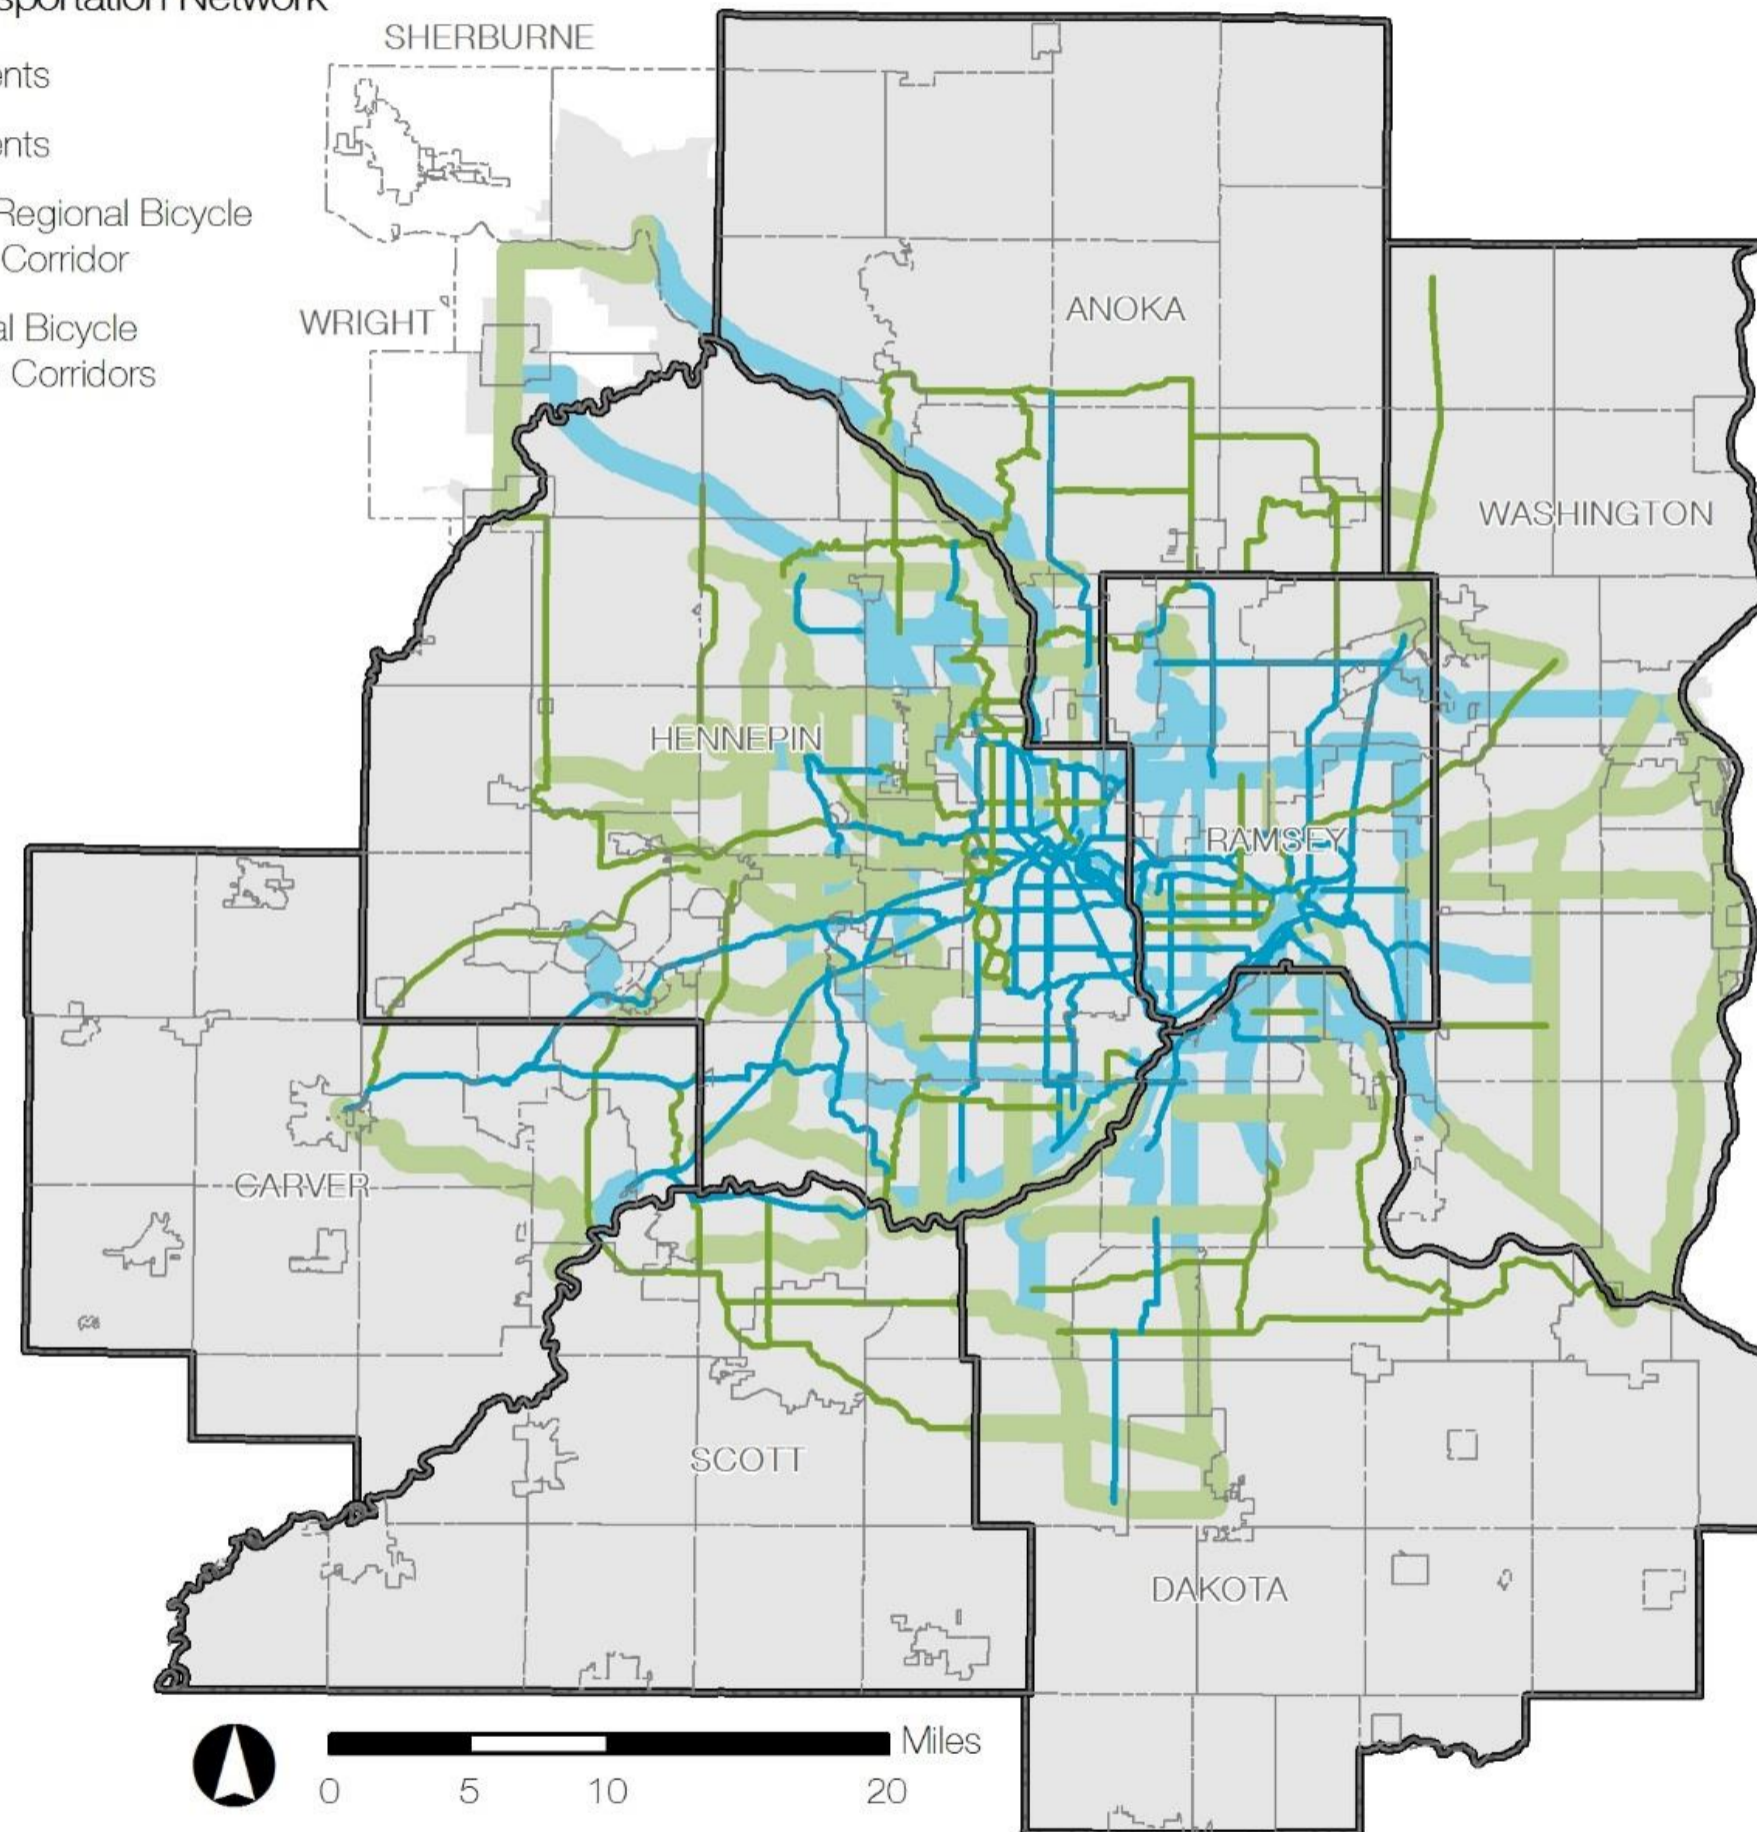 sportation Network
ents
ents
Regional Bicycle
Corridor
al Bicycle
Corridors
SHERBURNE
WRIGHT
ANOKA
WASHINGTON
HENNEPIN
RAMSEY
CARVER
SCOTT
DAKOTA
Miles
0 5 10 20